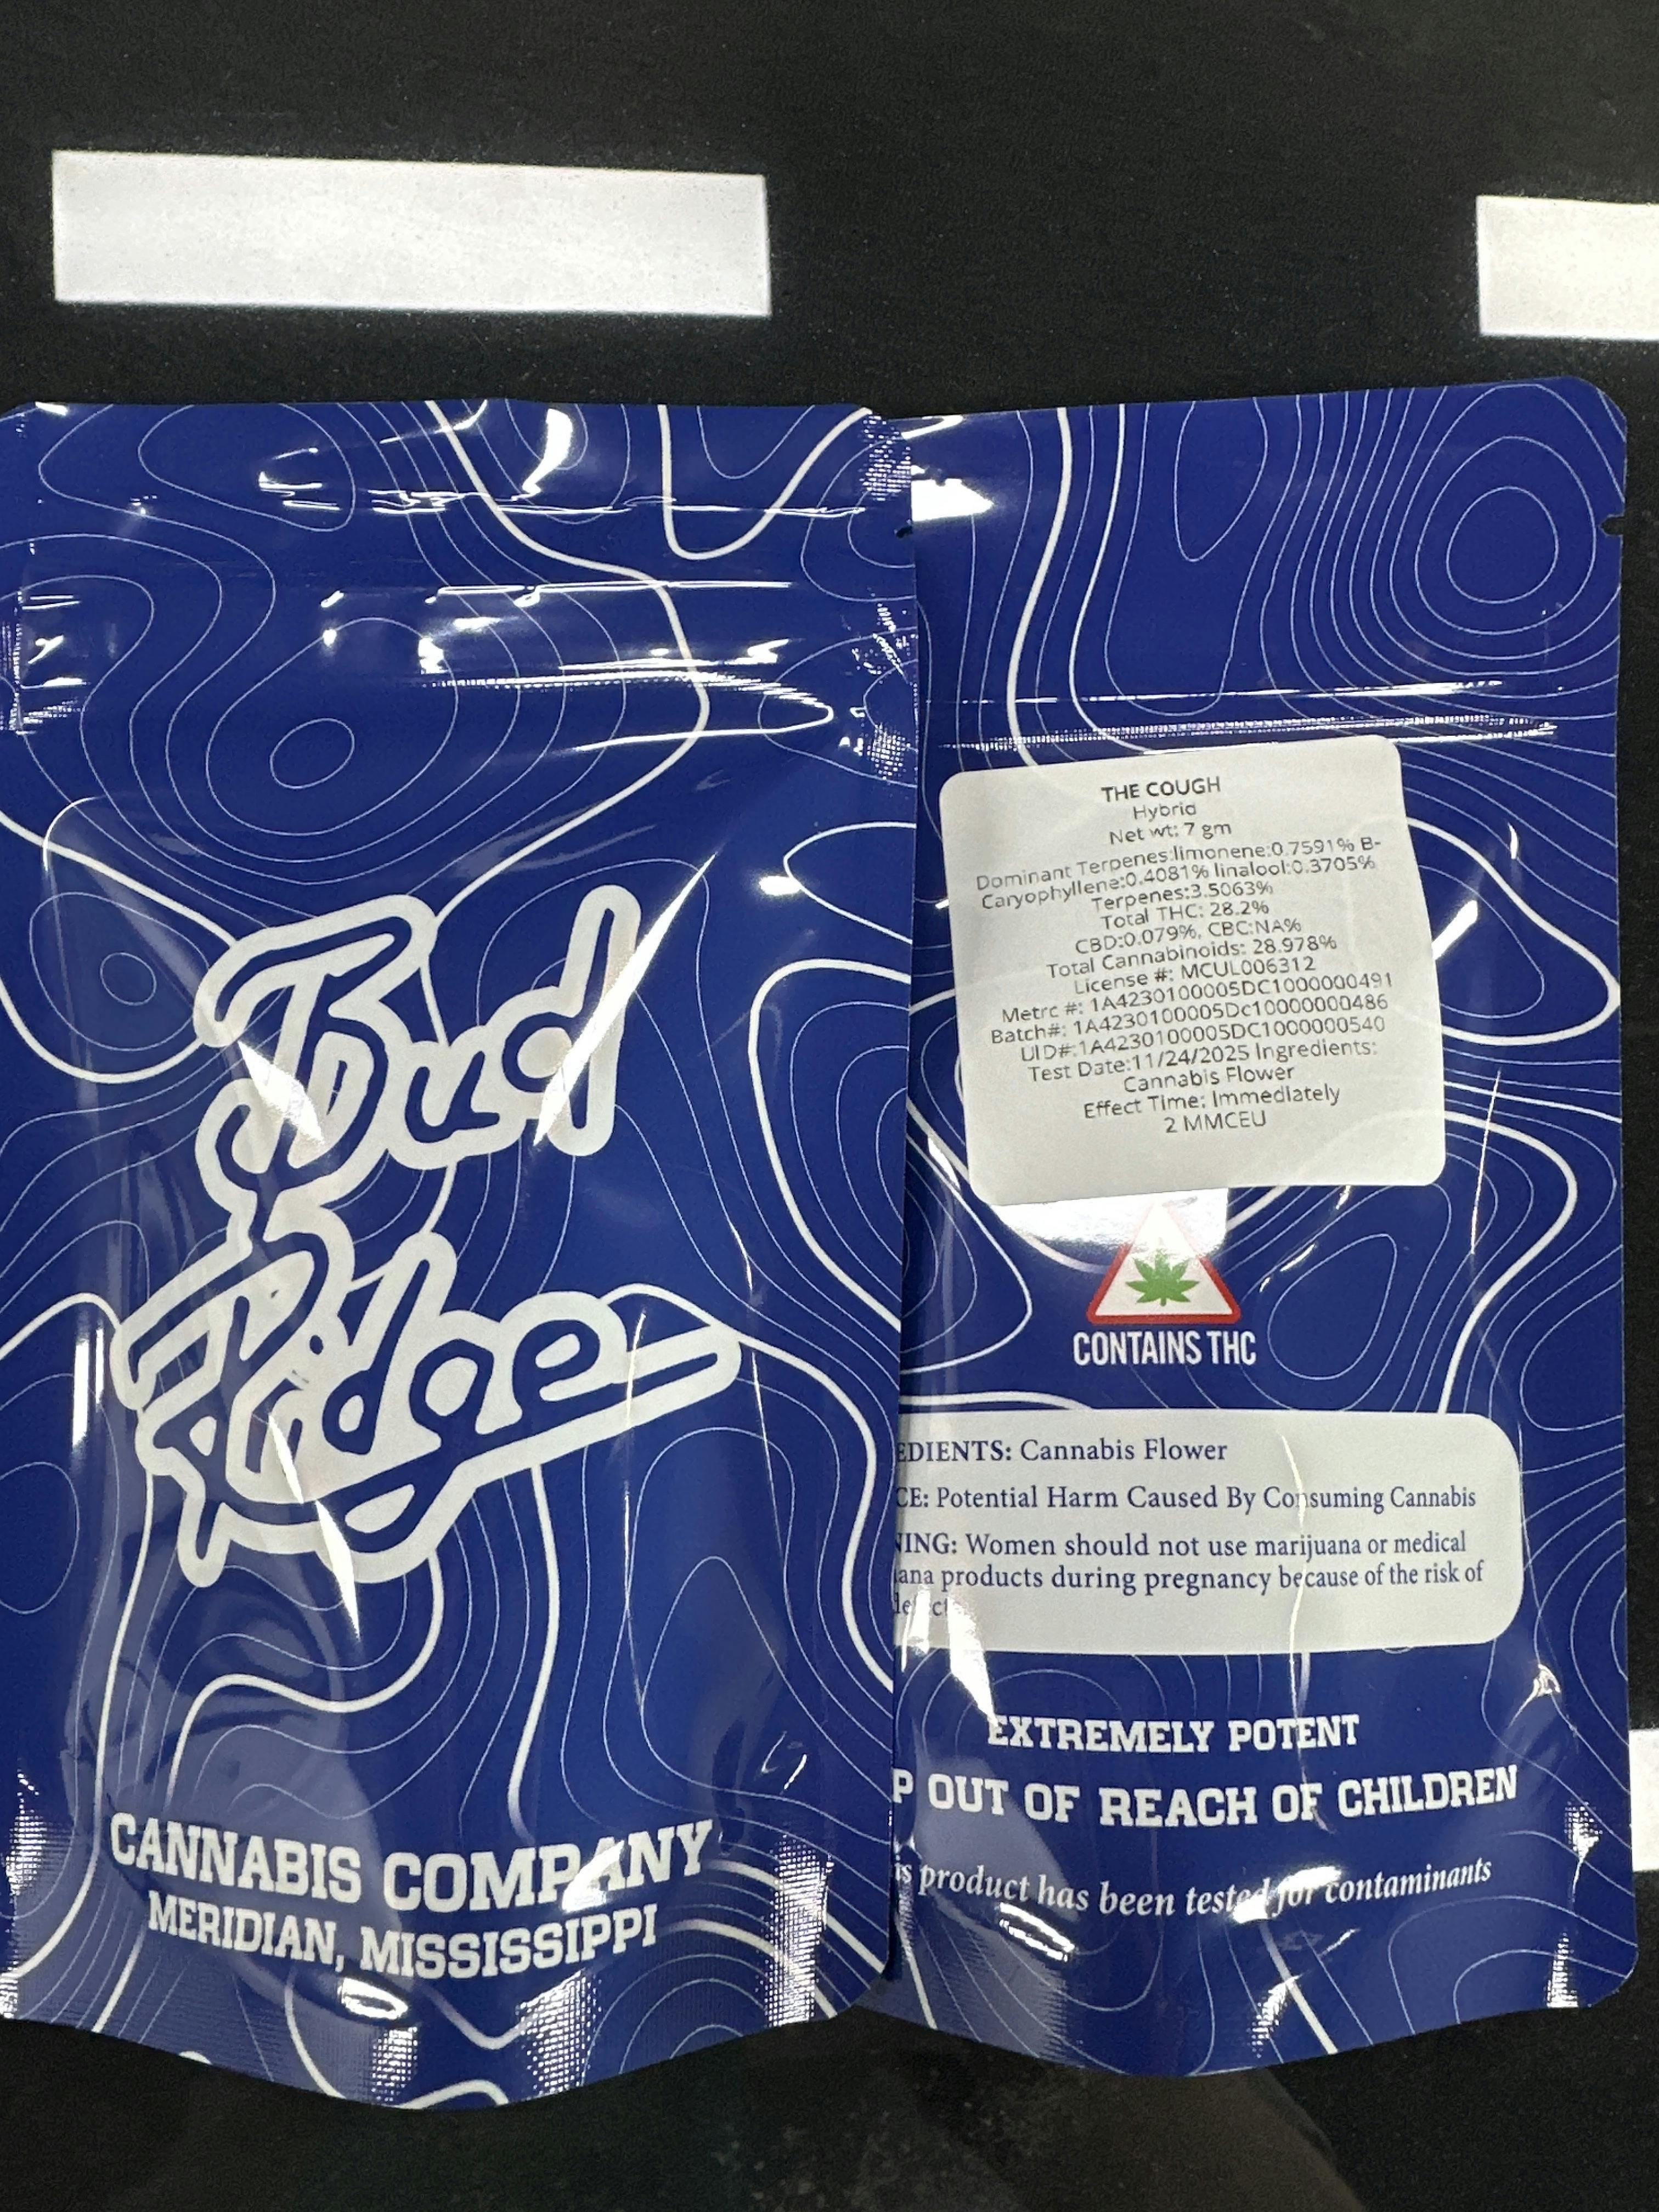 Bud
Ridge
CANNABIS COMPANY
MERIDIAN, MISSISSIPPI
THE COUGH
Hybrid
Net wt: 7 gm
Dominant Terpenes:limonene:0.7591% B-
Caryophyllene:0.4081% linalool:0.3705%
Terpenes:3.5063%
Total THC: 28.2%
CBD:0.079%, CBC:NA%
Total Cannabinoids: 28.978%
License #: MCUL006312
Metrc #: 1A4230100005DC1000000491
Batch#: 1A4230100005Dc10000000486
UID#:1A4230100005DC1000000540
Test Date:11/24/2025 Ingredients:
Cannabis Flower
Effect Time: Immediately
2 MMCEU
CONTAINS THC
EDIENTS: Cannabis Flower
CE: Potential Harm Caused By Consuming Cannabis
NING: Women should not use marijuana or medical
ana products during pregnancy because of the risk of
EXTREMELY POTENT
P OUT OF REACH OF CHILDREN
is product has been tested for contaminants